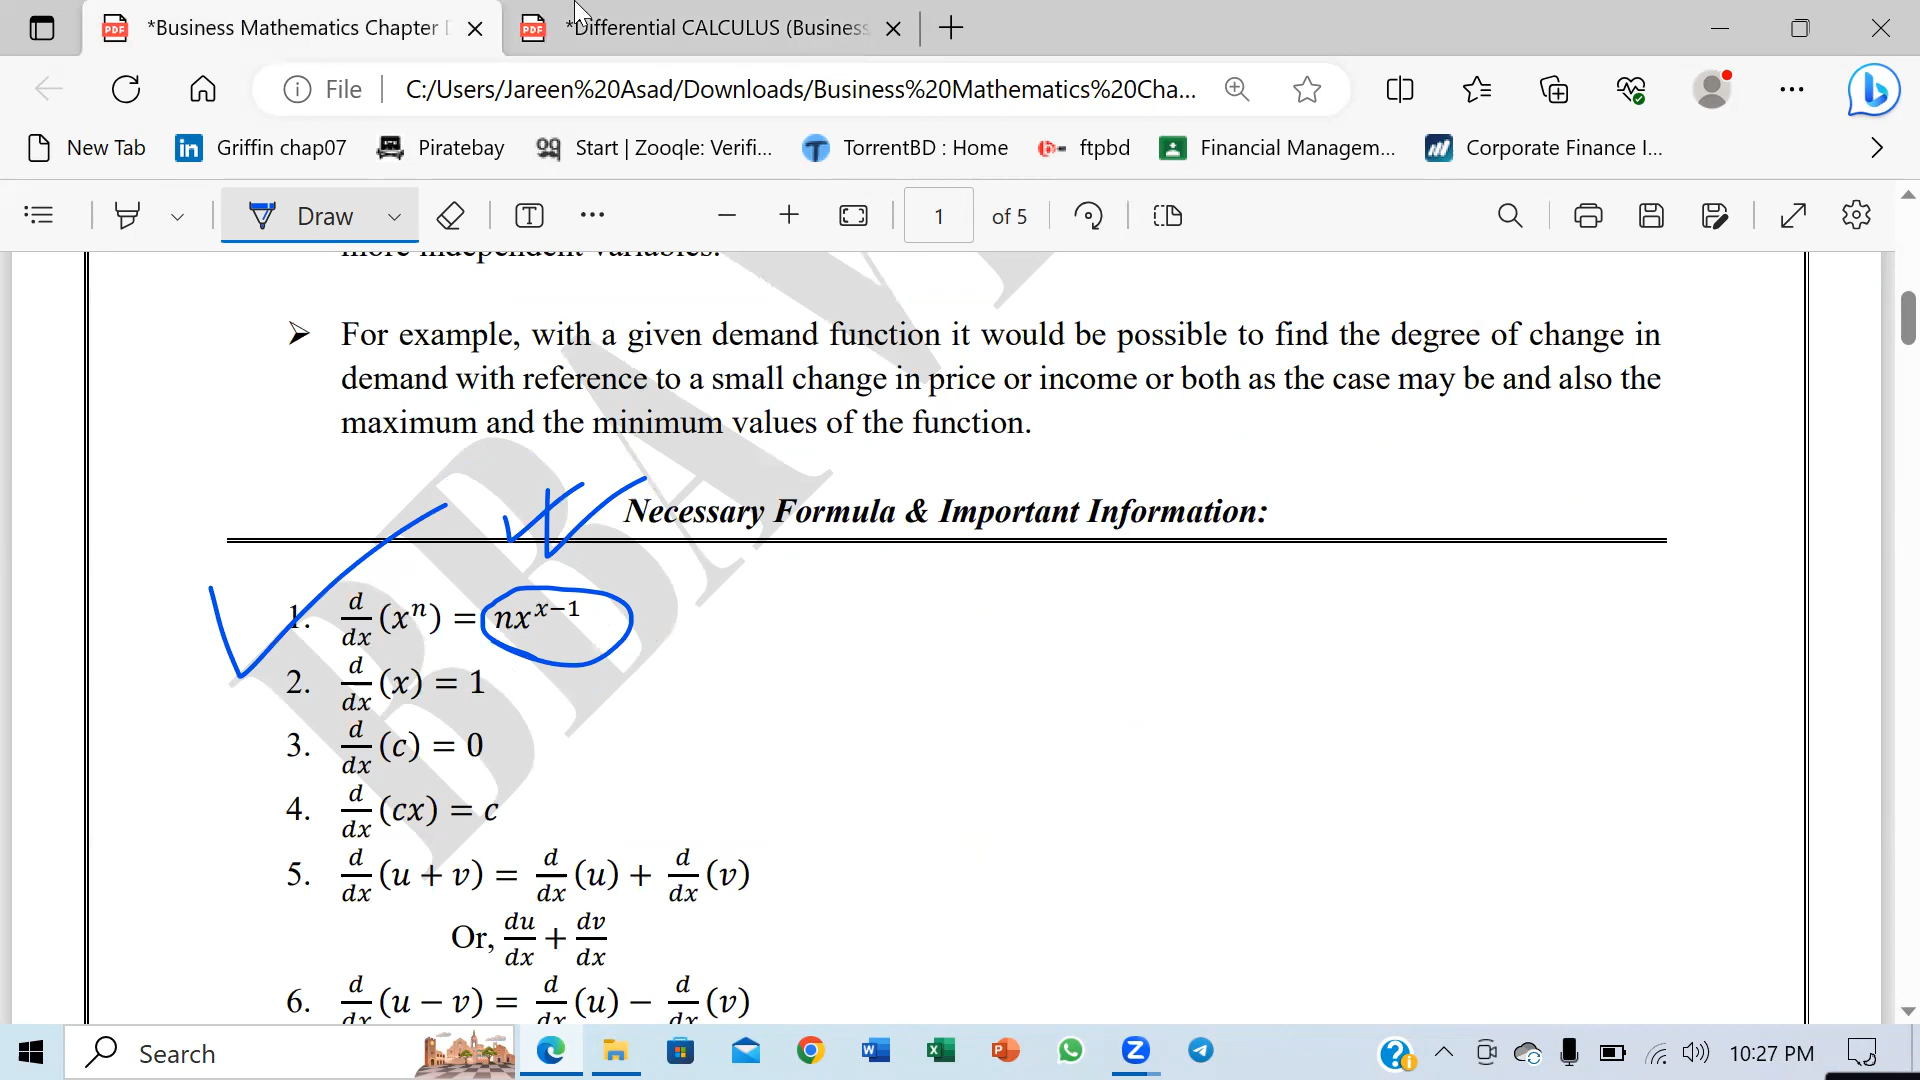 *Business Mathematics Chapter D
*Differential CALCULUS (Business
File
C:/Users/Jareen%20Asad/Downloads/Business%20Mathematics%20Cha...
New Tab
Griffin chap07
Piratebay
Start | Zooqle: Verifi...
TorrentBD : Home
ftpbd
Financial Managem...
Corporate Finance I...
Draw
1 of 5
more independent variables.
➤ For example, with a given demand function it would be possible to find the degree of change in
demand with reference to a small change in price or income or both as the case may be and also the
maximum and the minimum values of the function.
Necessary Formula & Important Information:
1. d/dx (xⁿ) = nx^(x−1)
2. d/dx (x) = 1
3. d/dx (c) = 0
4. d/dx (cx) = c
5. d/dx (u + v) = d/dx (u) + d/dx (v)
Or, du/dx + dv/dx
6. d/dx (u − v) = d/dx (u) − d/dx (v)
Search
10:27 PM